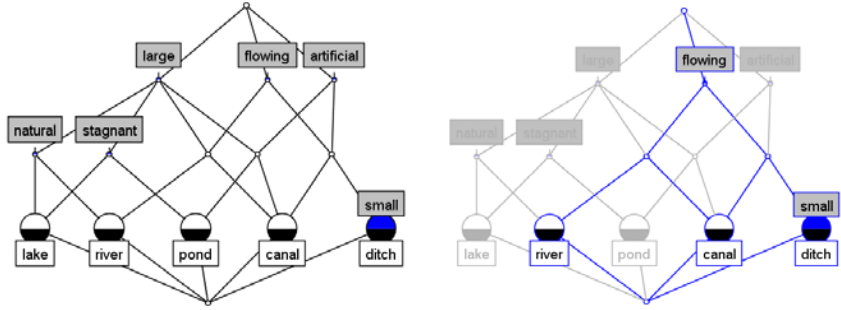 large
flowing
artificial
natural
stagnant
small
lake
river
pond
canal
ditch
large
flowing
artificial
natural
stagnant
small
lake
river
pond
canal
ditch